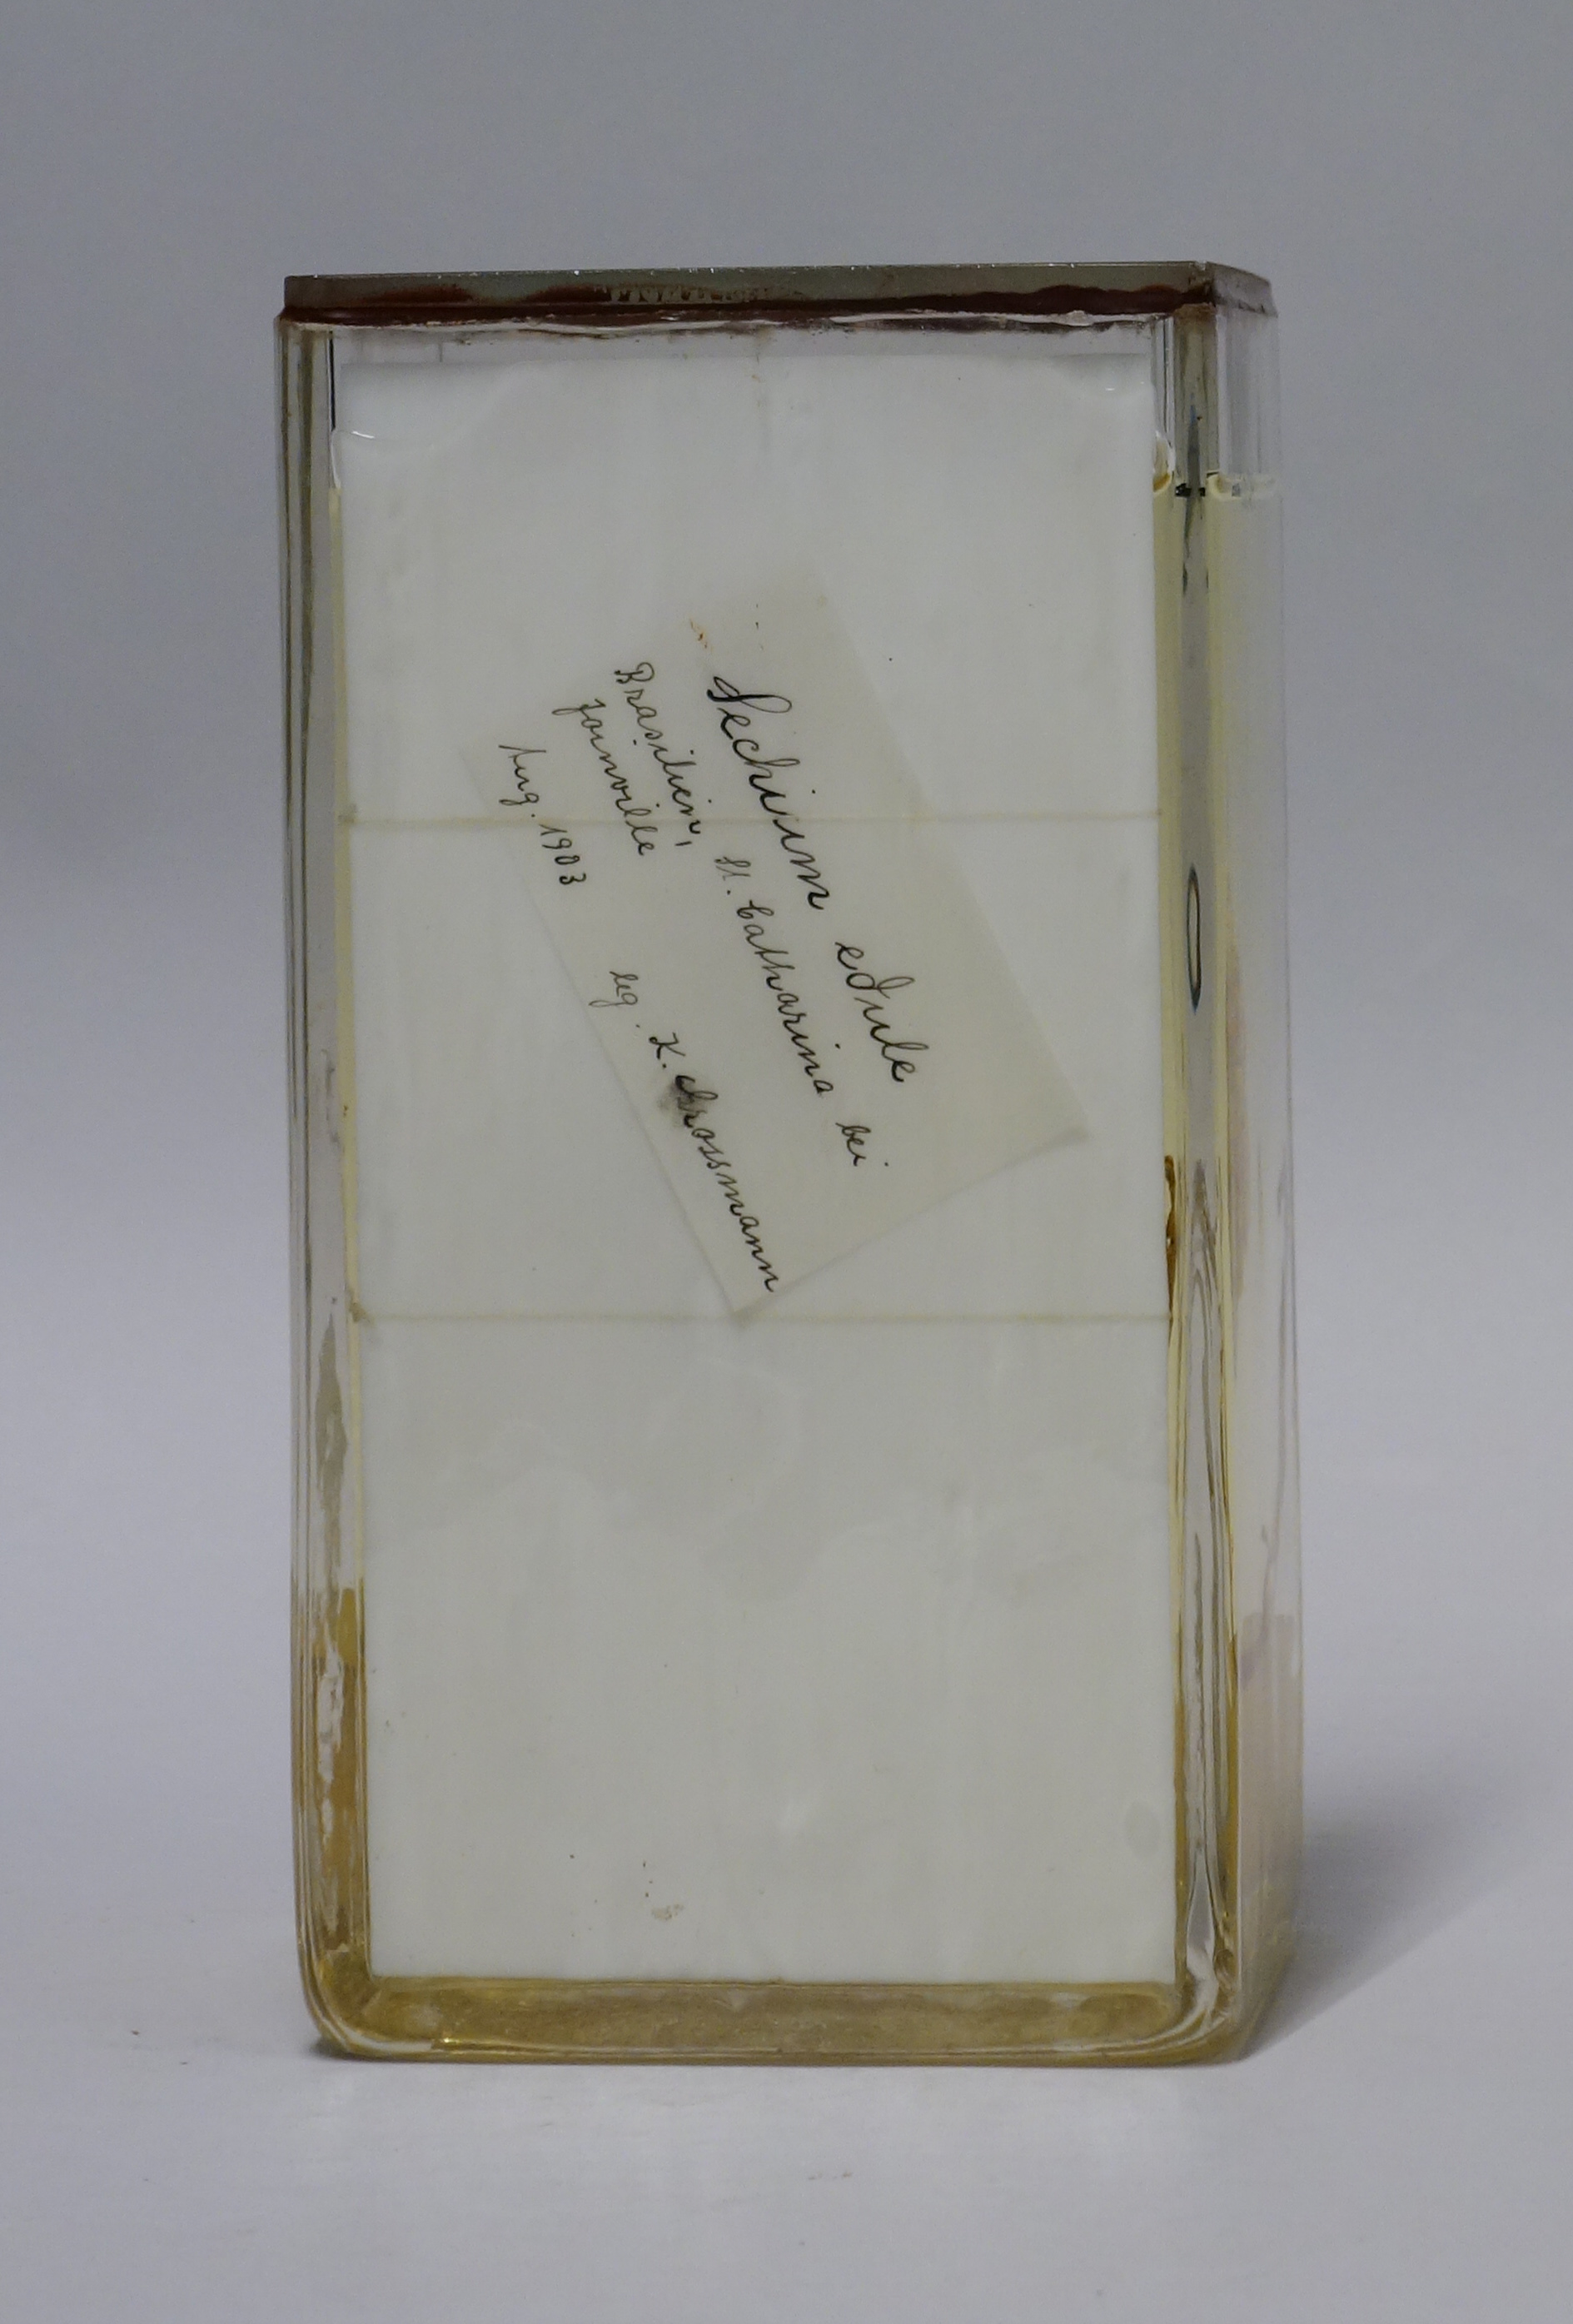 Sechium edule
Brasilien, St. Catharina bei
Joinville
Aug. 1903 leg. K. Grossmann